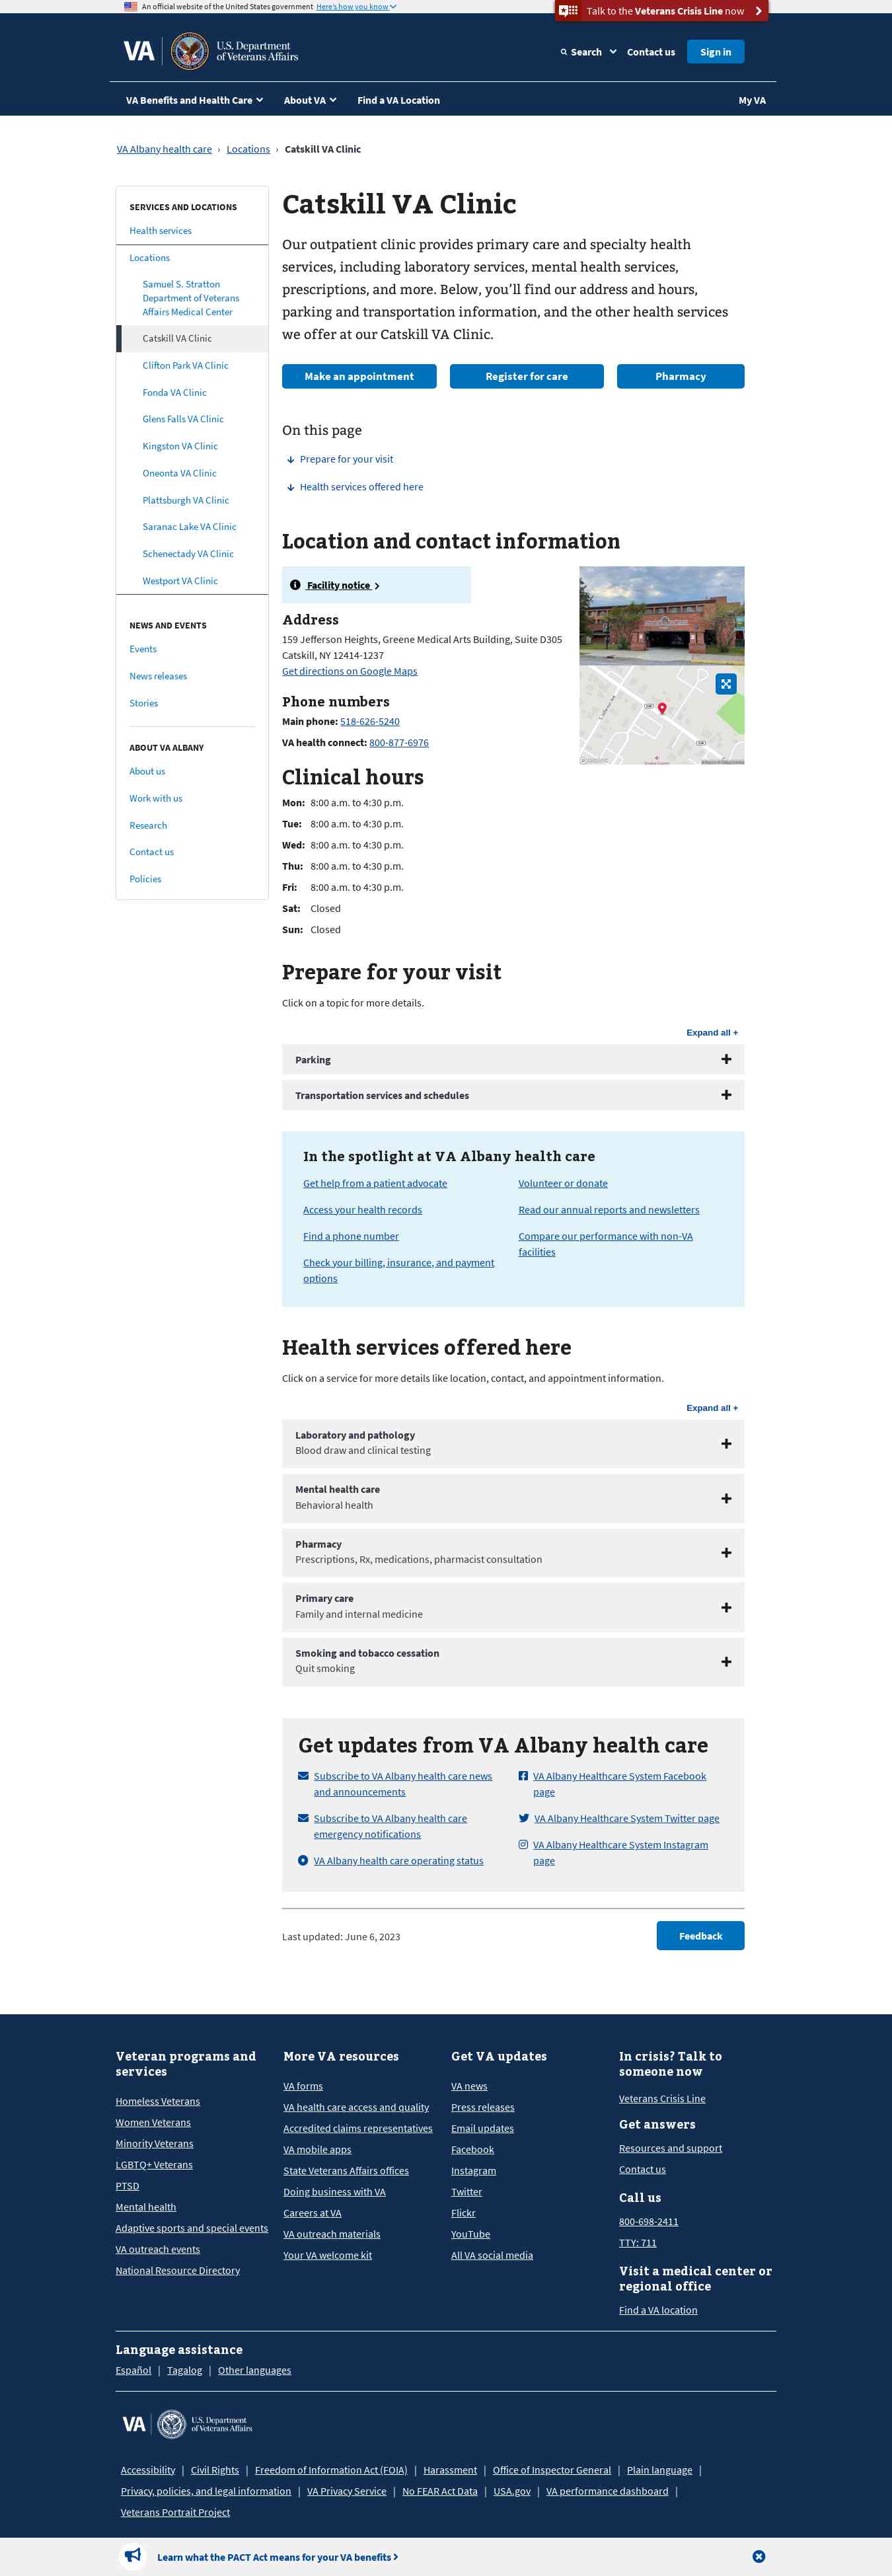 An official website of the United States government Here's how you know
Talk to the Veterans Crisis Line now
VA
U.S. Department
of Veterans Affairs
Search
Contact us
Sign in
VA Benefits and Health Care
About VA
Find a VA Location
My VA
VA Albany health care › Locations › Catskill VA Clinic
SERVICES AND LOCATIONS
Health services
Locations
Samuel S. Stratton
Department of Veterans
Affairs Medical Center
Catskill VA Clinic
Clifton Park VA Clinic
Fonda VA Clinic
Glens Falls VA Clinic
Kingston VA Clinic
Oneonta VA Clinic
Plattsburgh VA Clinic
Saranac Lake VA Clinic
Schenectady VA Clinic
Westport VA Clinic
NEWS AND EVENTS
Events
News releases
Stories
ABOUT VA ALBANY
About us
Work with us
Research
Contact us
Policies
Catskill VA Clinic
Our outpatient clinic provides primary care and specialty health
services, including laboratory services, mental health services,
prescriptions, and more. Below, you'll find our address and hours,
parking and transportation information, and the other health services
we offer at our Catskill VA Clinic.
Make an appointment
Register for care
Pharmacy
On this page
Prepare for your visit
Health services offered here
Location and contact information
Facility notice
Address
159 Jefferson Heights, Greene Medical Arts Building, Suite D305
Catskill, NY 12414-1237
Get directions on Google Maps
Phone numbers
Main phone: 518-626-5240
VA health connect: 800-877-6976
Clinical hours
Mon: 8:00 a.m. to 4:30 p.m.
Tue: 8:00 a.m. to 4:30 p.m.
Wed: 8:00 a.m. to 4:30 p.m.
Thu: 8:00 a.m. to 4:30 p.m.
Fri: 8:00 a.m. to 4:30 p.m.
Sat: Closed
Sun: Closed
Prepare for your visit
Click on a topic for more details.
Expand all +
Parking
Transportation services and schedules
In the spotlight at VA Albany health care
Get help from a patient advocate
Access your health records
Find a phone number
Check your billing, insurance, and payment
options
Volunteer or donate
Read our annual reports and newsletters
Compare our performance with non-VA
facilities
Health services offered here
Click on a service for more details like location, contact, and appointment information.
Expand all +
Laboratory and pathology
Blood draw and clinical testing
Mental health care
Behavioral health
Pharmacy
Prescriptions, Rx, medications, pharmacist consultation
Primary care
Family and internal medicine
Smoking and tobacco cessation
Quit smoking
Get updates from VA Albany health care
Subscribe to VA Albany health care news
and announcements
Subscribe to VA Albany health care
emergency notifications
VA Albany health care operating status
VA Albany Healthcare System Facebook
page
VA Albany Healthcare System Twitter page
VA Albany Healthcare System Instagram
page
Last updated: June 6, 2023
Feedback
Veteran programs and
services
Homeless Veterans
Women Veterans
Minority Veterans
LGBTQ+ Veterans
PTSD
Mental health
Adaptive sports and special events
VA outreach events
National Resource Directory
More VA resources
VA forms
VA health care access and quality
Accredited claims representatives
VA mobile apps
State Veterans Affairs offices
Doing business with VA
Careers at VA
VA outreach materials
Your VA welcome kit
Get VA updates
VA news
Press releases
Email updates
Facebook
Instagram
Twitter
Flickr
YouTube
All VA social media
In crisis? Talk to
someone now
Veterans Crisis Line
Get answers
Resources and support
Contact us
Call us
800-698-2411
TTY: 711
Visit a medical center or
regional office
Find a VA location
Language assistance
Español | Tagalog | Other languages
VA
U.S. Department
of Veterans Affairs
Accessibility | Civil Rights | Freedom of Information Act (FOIA) | Harassment | Office of Inspector General | Plain language |
Privacy, policies, and legal information | VA Privacy Service | No FEAR Act Data | USA.gov | VA performance dashboard |
Veterans Portrait Project
Learn what the PACT Act means for your VA benefits